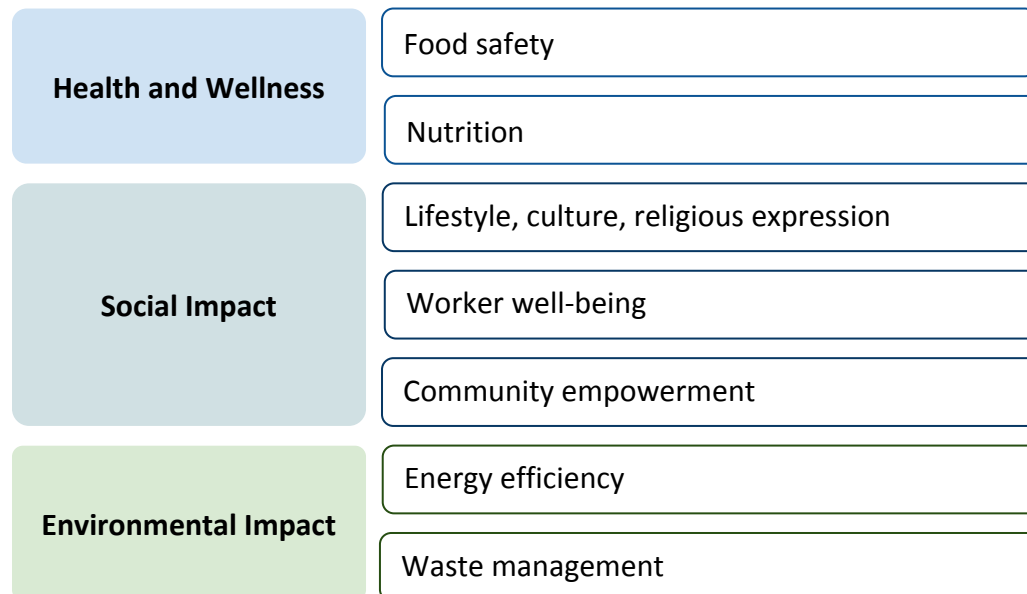 Health and Wellness
Food safety
Nutrition
Social Impact
Lifestyle, culture, religious expression
Worker well-being
Community empowerment
Environmental Impact
Energy efficiency
Waste management